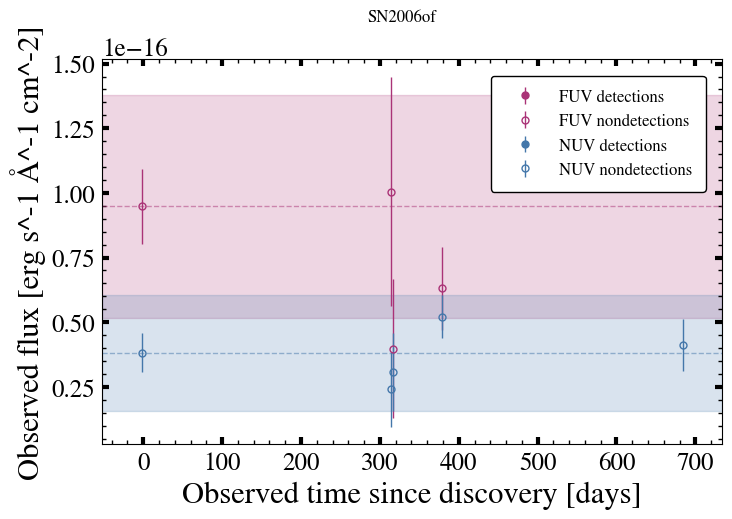 SN2006of
1e−16
1.50
1.25
1.00
0.75
0.50
0.25
Observed flux [erg s^-1 Å^-1 cm^-2]
FUV detections
FUV nondetections
NUV detections
NUV nondetections
0 100 200 300 400 500 600 700
Observed time since discovery [days]